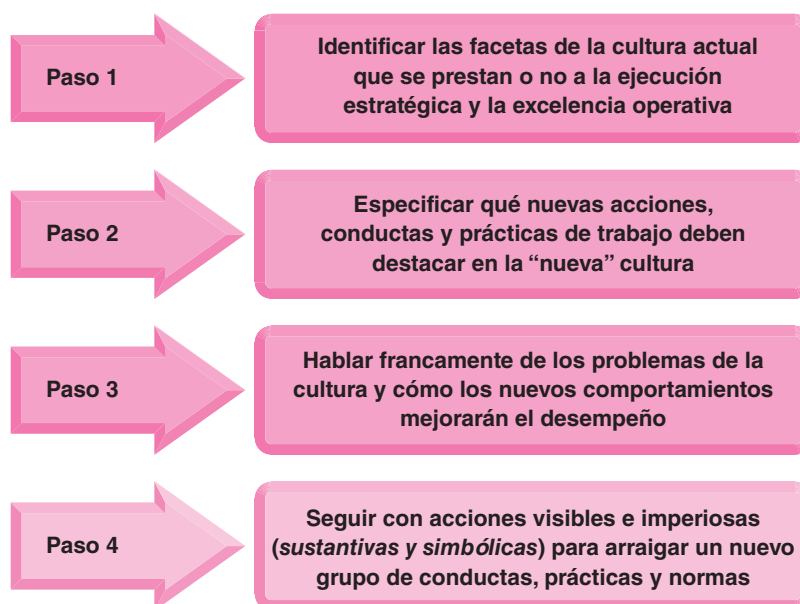 Paso 1
Identificar las facetas de la cultura actual
que se prestan o no a la ejecución
estratégica y la excelencia operativa
Paso 2
Especificar qué nuevas acciones,
conductas y prácticas de trabajo deben
destacar en la “nueva” cultura
Paso 3
Hablar francamente de los problemas de la
cultura y cómo los nuevos comportamientos
mejorarán el desempeño
Paso 4
Seguir con acciones visibles e imperiosas
(sustantivas y simbólicas) para arraigar un nuevo
grupo de conductas, prácticas y normas